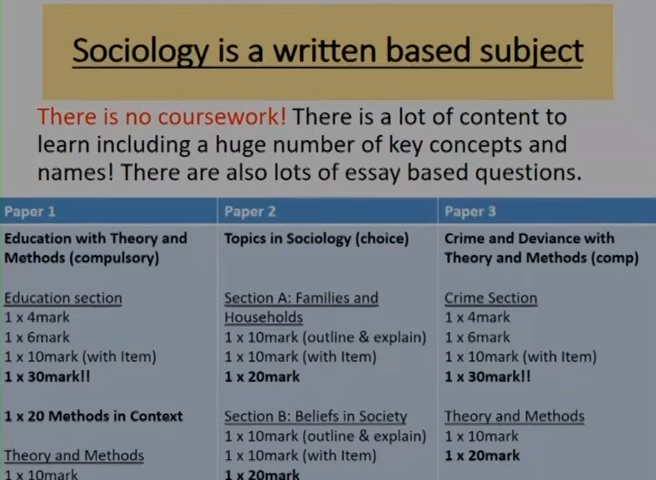 Sociology is a written based subject
There is no coursework! There is a lot of content to
learn including a huge number of key concepts and
names! There are also lots of essay based questions.
Paper 1
Education with Theory and
Methods (compulsory)
Education section
1 x 4mark
1 x 6mark
1 x 10mark (with Item)
1 x 30mark!!
1 x 20 Methods in Context
Theory and Methods
1 x 10mark
Paper 2
Topics in Sociology (choice)
Section A: Families and
Households
1 x 10mark (outline & explain)
1 x 10mark (with Item)
1 x 20mark
Section B: Beliefs in Society
1 x 10mark (outline & explain)
1 x 10mark (with Item)
1 x 20mark
Paper 3
Crime and Deviance with
Theory and Methods (comp)
Crime Section
1 x 4mark
1 x 6mark
1 x 10mark (with Item)
1 x 30mark!!
Theory and Methods
1 x 10mark
1 x 20mark